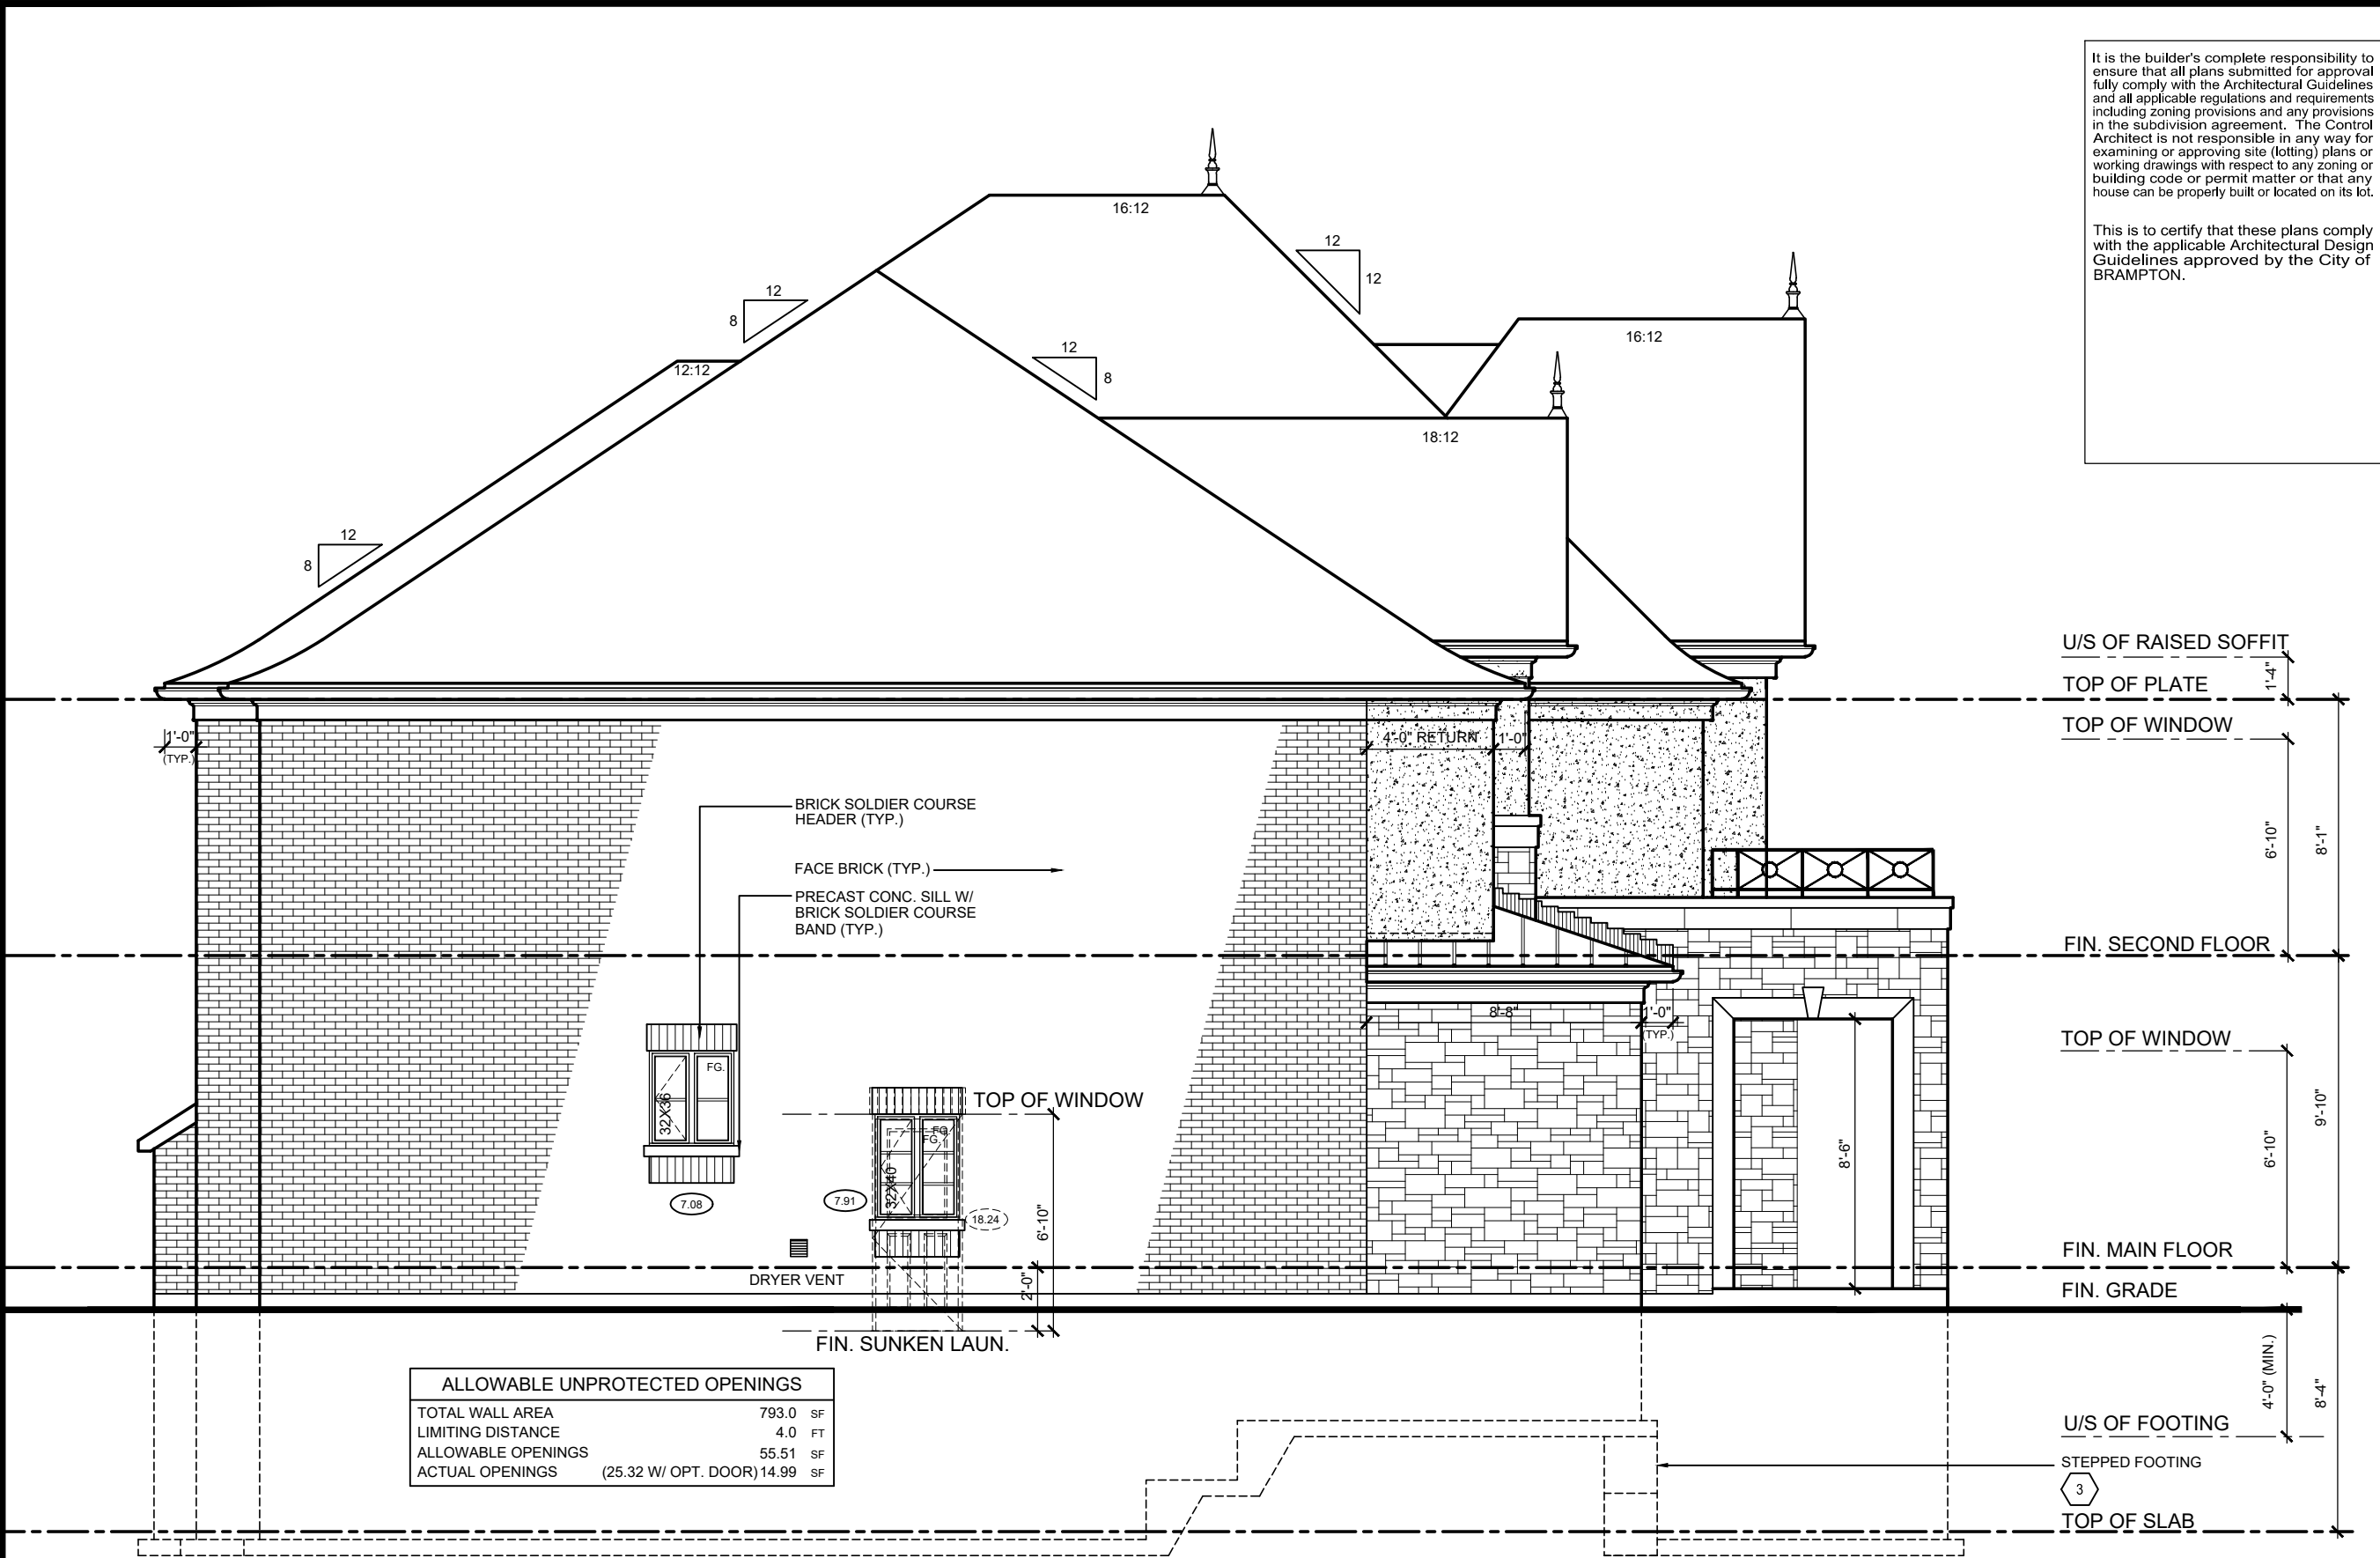 It is the builder's complete responsibility to
ensure that all plans submitted for approval
fully comply with the Architectural Guidelines
and all applicable regulations and requirements
including zoning provisions and any provisions
in the subdivision agreement. The Control
Architect is not responsible in any way for
examining or approving site (lotting) plans or
working drawings with respect to any zoning or
building code or permit matter or that any
house can be properly built or located on its lot.
This is to certify that these plans comply
with the applicable Architectural Design
Guidelines approved by the City of
BRAMPTON.
16:12
12
12
12
8
16:12
12
8
12:12
18:12
12
8
U/S OF RAISED SOFFIT
1'-4"
TOP OF PLATE
TOP OF WINDOW
1'-0"
(TYP.)
4'-0" RETURN
1'-0"
BRICK SOLDIER COURSE
HEADER (TYP.)
FACE BRICK (TYP.)
PRECAST CONC. SILL W/
BRICK SOLDIER COURSE
BAND (TYP.)
6'-10"
8'-1"
FIN. SECOND FLOOR
8'-8"
1'-0"
(TYP.)
TOP OF WINDOW
FG.
32X36
TOP OF WINDOW
FG.
FG.
32X40
7.08
7.91
18.24
6'-10"
8'-6"
6'-10"
9'-10"
DRYER VENT
2'-0"
FIN. MAIN FLOOR
FIN. GRADE
FIN. SUNKEN LAUN.
4'-0" (MIN.)
8'-4"
ALLOWABLE UNPROTECTED OPENINGS
TOTAL WALL AREA 793.0 SF
LIMITING DISTANCE 4.0 FT
ALLOWABLE OPENINGS 55.51 SF
ACTUAL OPENINGS (25.32 W/ OPT. DOOR) 14.99 SF
U/S OF FOOTING
STEPPED FOOTING
3
TOP OF SLAB